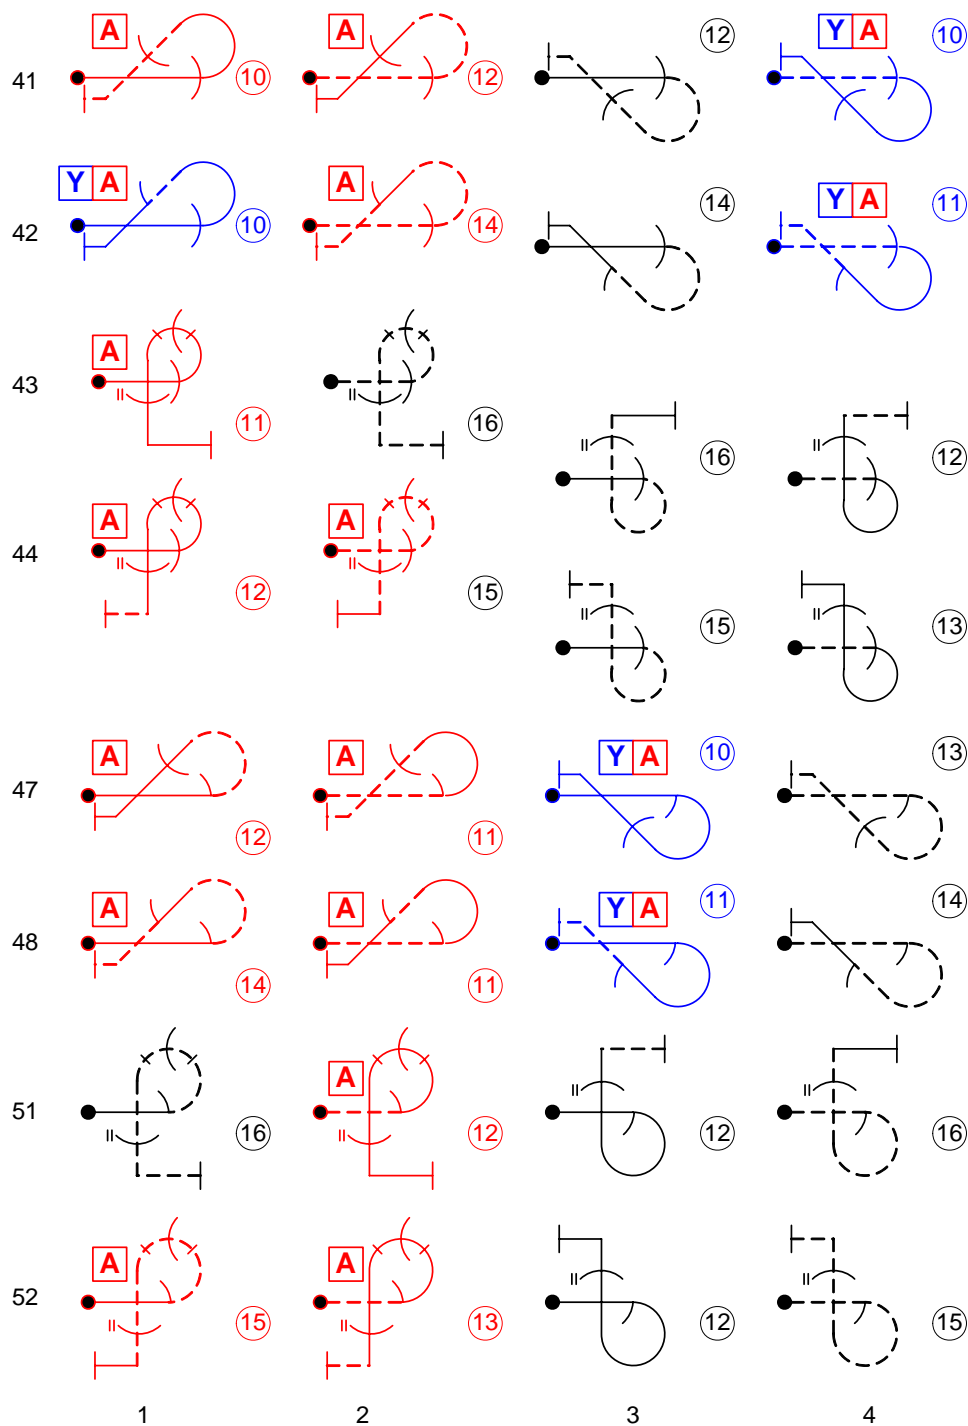 A A 12 Y A 10
41 10 12
Y A A 14 Y A 11
42 10 14
A
43 11 16 16 12
A A
44 12 15 15 13
A A Y A 10 13
47 12 11
A A Y A 11 14
48 14 11
A
51 16 12 12 16
A A
52 15 13 12 15
1 2 3 4